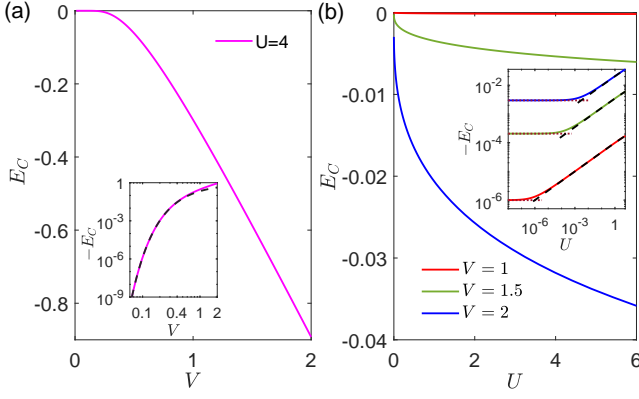 (a)
U=4
0
-0.2
-0.4
-0.6
-0.8
E_C
0
1
2
V
1
10^-3
10^-6
10^-9
-E_C
0.1
0.4
1
2
V
(b)
0
-0.01
-0.02
-0.03
-0.04
E_C
0
2
4
6
U
10^-2
10^-4
10^-6
-E_C
10^-6
10^-3
U
V = 1
V = 1.5
V = 2